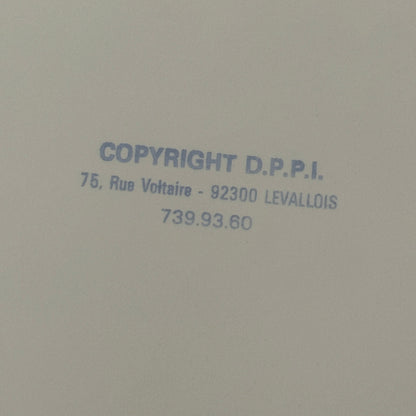 COPYRIGHT D.P.P.I.
75, Rue Voltaire - 92300 LEVALLOIS
739.93.60